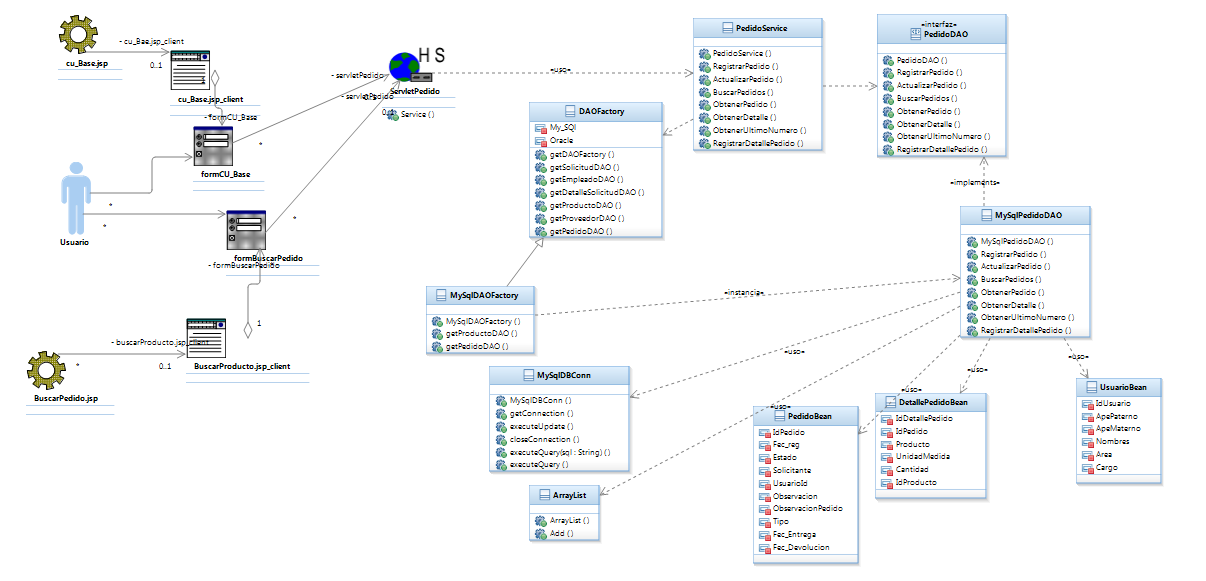 cu_Base.jsp
- cu_Bae.jsp_client
0..1
1
cu_Base.jsp_client
- formCU_Base
formCU_Base
*
Usuario
*
*
formBuscarPedido
- formBuscarPedido
1
- buscarProducto.jsp_client
0..1
BuscarProducto.jsp_client
*
BuscarPedido.jsp
H S
- servletPedido
- servletPedido
ServletPedido
0..1
Service ( )
«uso»
DAOFactory
My_SQl
Oracle
getDAOFactory ( )
getSolicitudDAO ( )
getEmpleadoDAO ( )
getDetalleSolicitudDAO ( )
getProductoDAO ( )
getProveedorDAO ( )
getPedidoDAO ( )
PedidoService
PedidoService ( )
RegistrarPedido ( )
ActualizarPedido ( )
BuscarPedidos ( )
ObtenerPedido ( )
ObtenerDetalle ( )
ObtenerUltimoNumero ( )
RegistrarDetallePedido ( )
«interfaz»
PedidoDAO
PedidoDAO ( )
RegistrarPedido ( )
ActualizarPedido ( )
BuscarPedidos ( )
ObtenerPedido ( )
ObtenerDetalle ( )
ObtenerUltimoNumero ( )
RegistrarDetallePedido ( )
«implements»
MySqlPedidoDAO
MySqlPedidoDAO ( )
RegistrarPedido ( )
ActualizarPedido ( )
BuscarPedidos ( )
ObtenerPedido ( )
ObtenerDetalle ( )
ObtenerUltimoNumero ( )
RegistrarDetallePedido ( )
MySqlDAOFactory
MySqlDAOFactory ( )
getProductoDAO ( )
getPedidoDAO ( )
«instancia»
«uso»
«uso»
«uso»
«uso»
«uso»
MySqlDBConn
MySqlDBConn ( )
getConnection ( )
executeUpdate ( )
closeConnection ( )
executeQuery(sql : String) ( )
executeQuery ( )
ArrayList
ArrayList ( )
Add ( )
PedidoBean
IdPedido
Fec_reg
Estado
Solicitante
UsuarioId
Observacion
ObservacionPedido
Tipo
Fec_Entrega
Fec_Devolucion
DetallePedidoBean
IdDetallePedido
IdPedido
Producto
UnidadMedida
Cantidad
IdProducto
UsuarioBean
IdUsuario
ApePaterno
ApeMaterno
Nombres
Area
Cargo